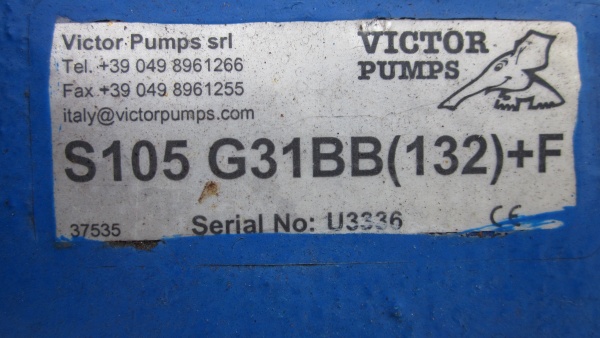 Victor Pumps srl
Tel. +39 049 8961266
Fax +39 049 8961255
italy@victorpumps.com
VICTOR
PUMPS
S105 G31BB(132)+F
37535
Serial No: U3336
CE